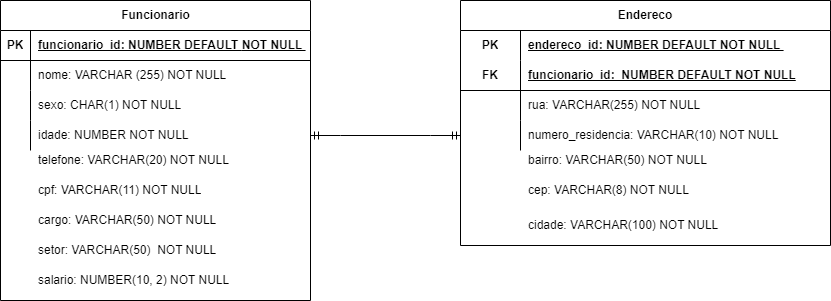 Funcionario
PK funcionario_id: NUMBER DEFAULT NOT NULL
nome: VARCHAR (255) NOT NULL
sexo: CHAR(1) NOT NULL
idade: NUMBER NOT NULL
telefone: VARCHAR(20) NOT NULL
cpf: VARCHAR(11) NOT NULL
cargo: VARCHAR(50) NOT NULL
setor: VARCHAR(50)  NOT NULL
salario: NUMBER(10, 2) NOT NULL
Endereco
PK endereco_id: NUMBER DEFAULT NOT NULL
FK funcionario_id:  NUMBER DEFAULT NOT NULL
rua: VARCHAR(255) NOT NULL
numero_residencia: VARCHAR(10) NOT NULL
bairro: VARCHAR(50) NOT NULL
cep: VARCHAR(8) NOT NULL
cidade: VARCHAR(100) NOT NULL